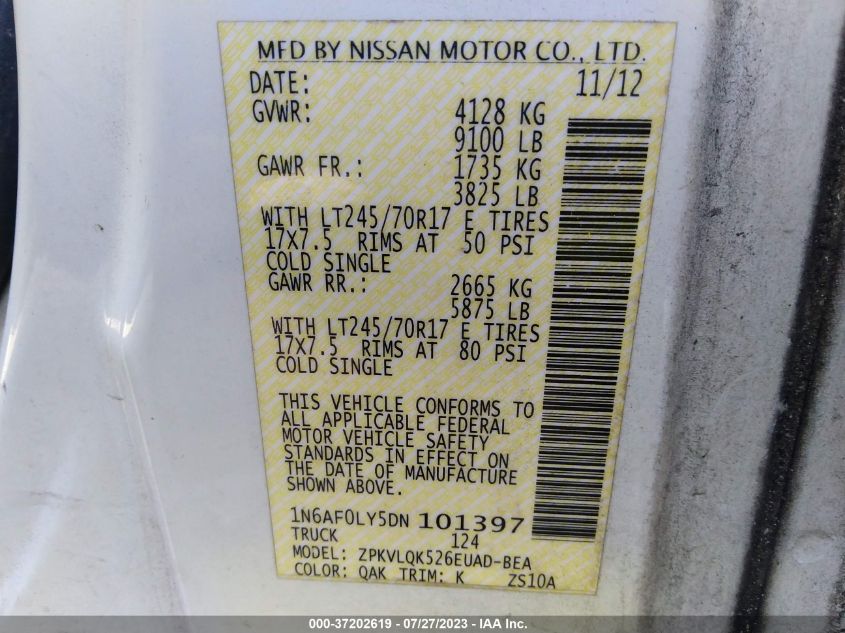 MFD BY NISSAN MOTOR CO., LTD.
DATE: 11/12
GVWR: 4128 KG
9100 LB
GAWR FR.: 1735 KG
3825 LB
WITH LT245/70R17 E TIRES
17X7.5 RIMS AT 50 PSI
COLD SINGLE
GAWR RR.: 2665 KG
5875 LB
WITH LT245/70R17 E TIRES
17X7.5 RIMS AT 80 PSI
COLD SINGLE
THIS VEHICLE CONFORMS TO
ALL APPLICABLE FEDERAL
MOTOR VEHICLE SAFETY
STANDARDS IN EFFECT ON
THE DATE OF MANUFACTURE
SHOWN ABOVE.
1N6AF0LY5DN 101397
TRUCK 124
MODEL: ZPKVLQK526EUAD-BEA
COLOR: QAK TRIM: K ZS10A
000-37202619 / 07/27/2023 - IAA Inc.